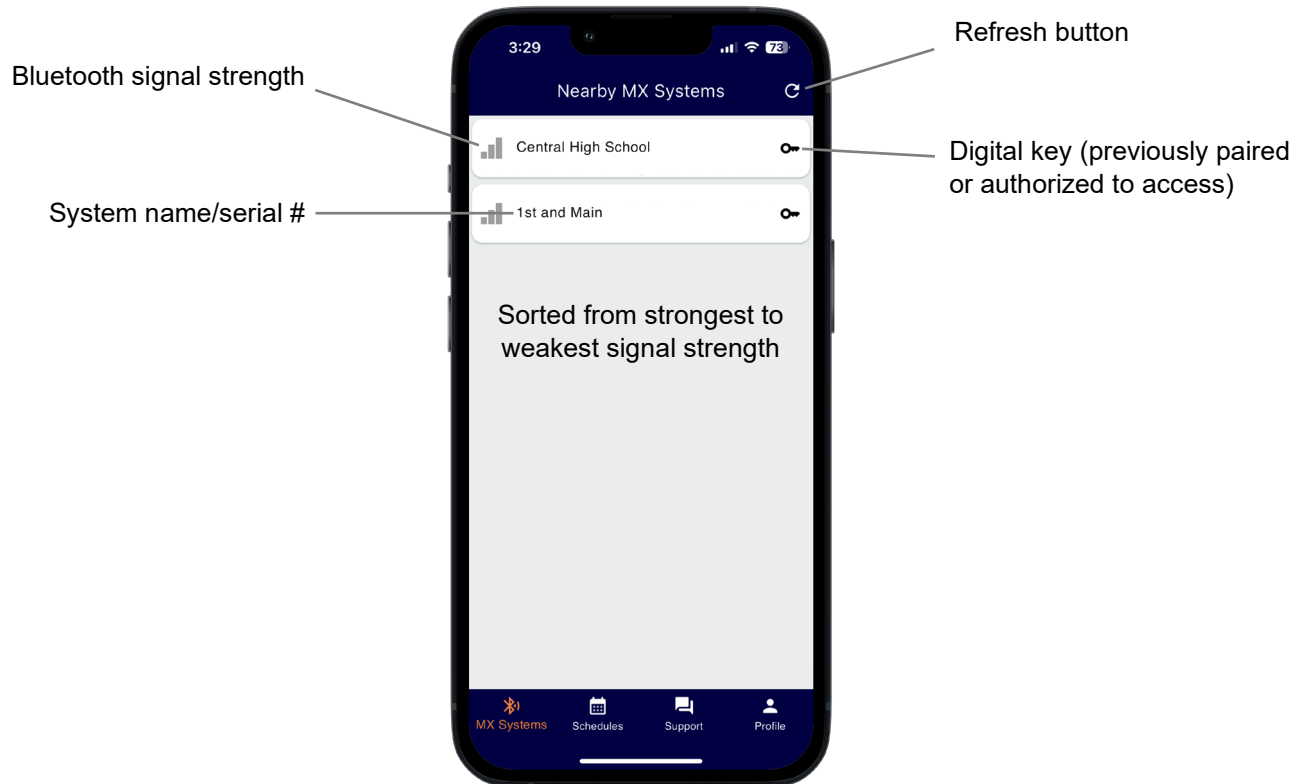 Refresh button
3:29
73
Bluetooth signal strength
Nearby MX Systems
Central High School
Digital key (previously paired
or authorized to access)
System name/serial #
1st and Main
Sorted from strongest to
weakest signal strength
MX Systems
Schedules
Support
Profile